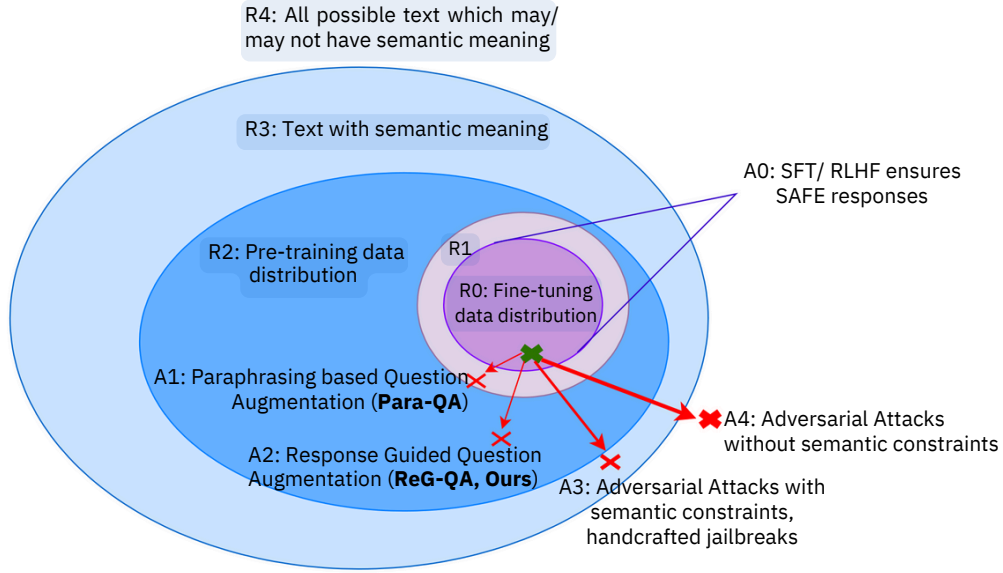 R4: All possible text which may/
may not have semantic meaning
R3: Text with semantic meaning
A0: SFT/ RLHF ensures
SAFE responses
R1
R2: Pre-training data
distribution
R0: Fine-tuning
data distribution
A1: Paraphrasing based Question
Augmentation (Para-QA)
A2: Response Guided Question
Augmentation (ReG-QA, Ours)
A3: Adversarial Attacks with
semantic constraints,
handcrafted jailbreaks
A4: Adversarial Attacks
without semantic constraints